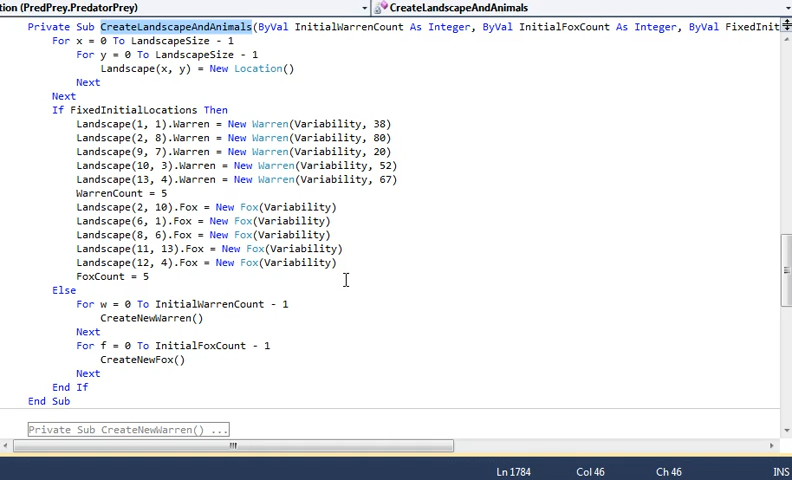 tion (PredPrey.PredatorPrey) CreateLandscapeAndAnimals
Private Sub CreateLandscapeAndAnimals(ByVal InitialWarrenCount As Integer, ByVal InitialFoxCount As Integer, ByVal FixedInit
For x = 0 To LandscapeSize - 1
For y = 0 To LandscapeSize - 1
Landscape(x, y) = New Location()
Next
Next
If FixedInitialLocations Then
Landscape(1, 1).Warren = New Warren(Variability, 38)
Landscape(2, 8).Warren = New Warren(Variability, 80)
Landscape(9, 7).Warren = New Warren(Variability, 20)
Landscape(10, 3).Warren = New Warren(Variability, 52)
Landscape(13, 4).Warren = New Warren(Variability, 67)
WarrenCount = 5
Landscape(2, 10).Fox = New Fox(Variability)
Landscape(6, 1).Fox = New Fox(Variability)
Landscape(8, 6).Fox = New Fox(Variability)
Landscape(11, 13).Fox = New Fox(Variability)
Landscape(12, 4).Fox = New Fox(Variability)
FoxCount = 5
Else
For w = 0 To InitialWarrenCount - 1
CreateNewWarren()
Next
For f = 0 To InitialFoxCount - 1
CreateNewFox()
Next
End If
End Sub
Private Sub CreateNewWarren() ...
Ln 1784 Col 46 Ch 46 INS